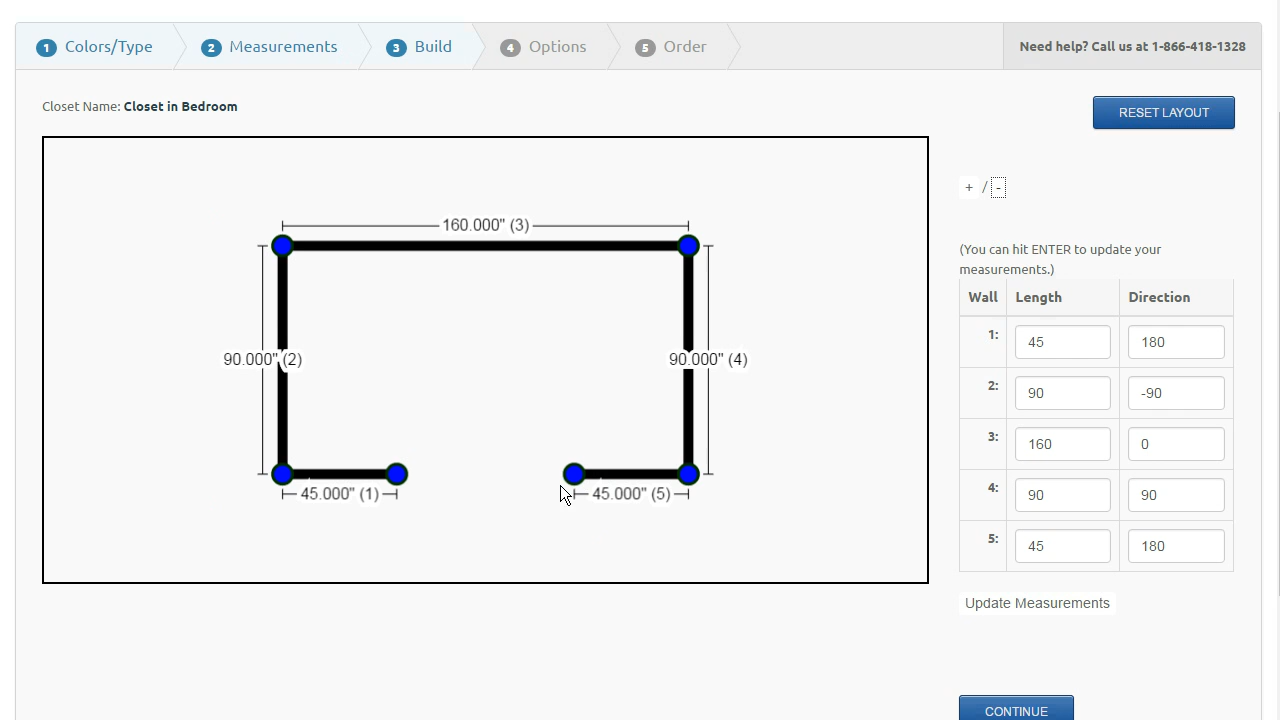 1 Colors/Type 2 Measurements 3 Build 4 Options 5 Order Need help? Call us at 1-866-418-1328
Closet Name: Closet in Bedroom
RESET LAYOUT
+ / -
160.000" (3)
90.000" (2)
90.000" (4)
45.000" (1)
45.000" (5)
(You can hit ENTER to update your
measurements.)
Wall Length Direction
1: 45 180
2: 90 -90
3: 160 0
4: 90 90
5: 45 180
Update Measurements
CONTINUE